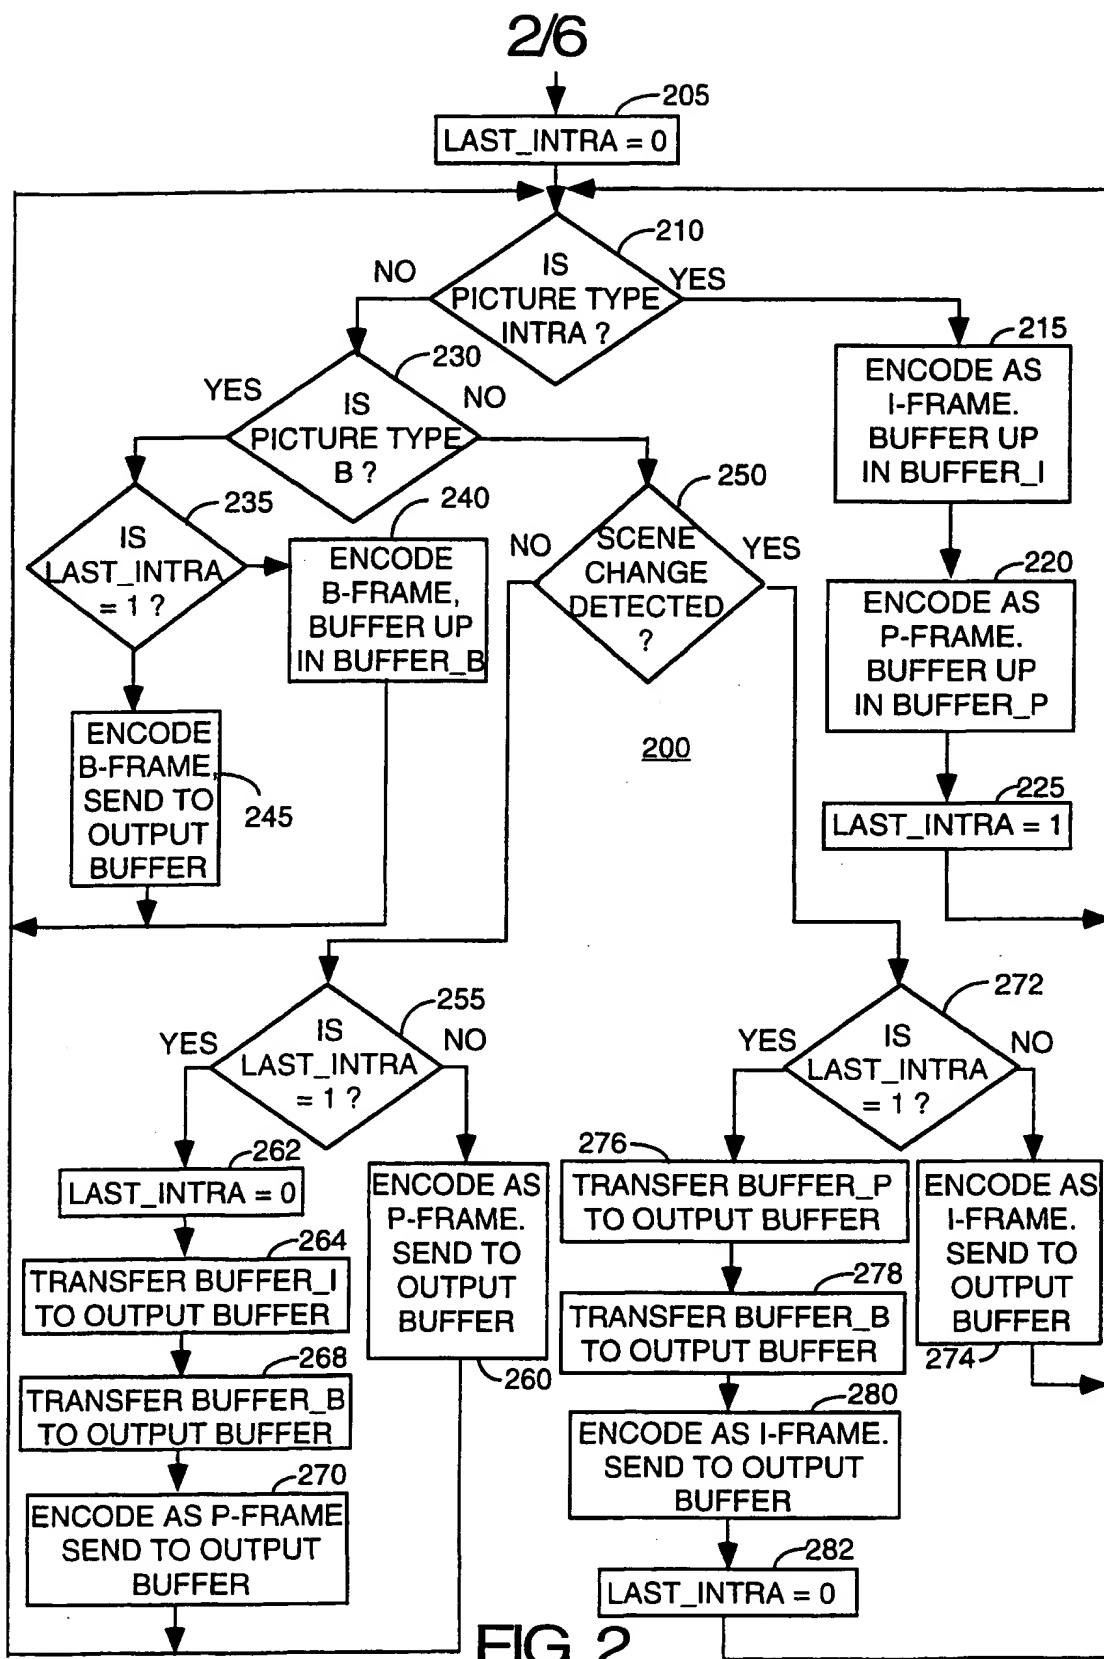 2/6
205
LAST_INTRA = 0
210
IS
PICTURE TYPE
INTRA ?
NO
YES
215
ENCODE AS
I-FRAME.
BUFFER UP
IN BUFFER_I
230
IS
PICTURE TYPE
B ?
YES
NO
220
ENCODE AS
P-FRAME.
BUFFER UP
IN BUFFER_P
225
LAST_INTRA = 1
235
IS
LAST_INTRA
= 1 ?
240
ENCODE
B-FRAME,
BUFFER UP
IN BUFFER_B
250
SCENE
CHANGE
DETECTED
?
NO
YES
245
ENCODE
B-FRAME,
SEND TO
OUTPUT
BUFFER
200
255
IS
LAST_INTRA
= 1 ?
YES
NO
272
IS
LAST_INTRA
= 1 ?
YES
NO
262
LAST_INTRA = 0
264
TRANSFER BUFFER_I
TO OUTPUT BUFFER
268
TRANSFER BUFFER_B
TO OUTPUT BUFFER
270
ENCODE AS P-FRAME
SEND TO OUTPUT
BUFFER
ENCODE AS
P-FRAME.
SEND TO
OUTPUT
BUFFER
260
276
TRANSFER BUFFER_P
TO OUTPUT BUFFER
278
TRANSFER BUFFER_B
TO OUTPUT BUFFER
280
ENCODE AS I-FRAME.
SEND TO OUTPUT
BUFFER
282
LAST_INTRA = 0
ENCODE AS
I-FRAME.
SEND TO
OUTPUT
BUFFER
274
FIG. 2